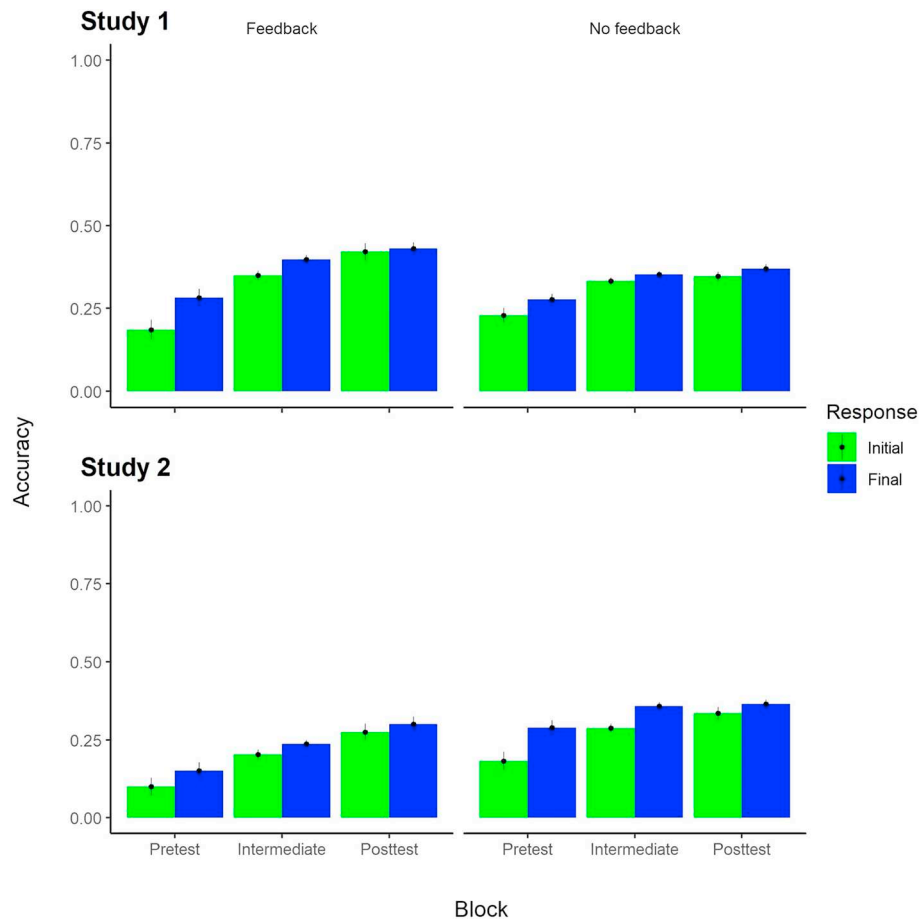 Study 1
Feedback
No feedback
1.00
0.75
0.50
0.25
0.00
Accuracy
Response
Initial
Final
Study 2
1.00
0.75
0.50
0.25
0.00
Pretest
Intermediate
Posttest
Pretest
Intermediate
Posttest
Block